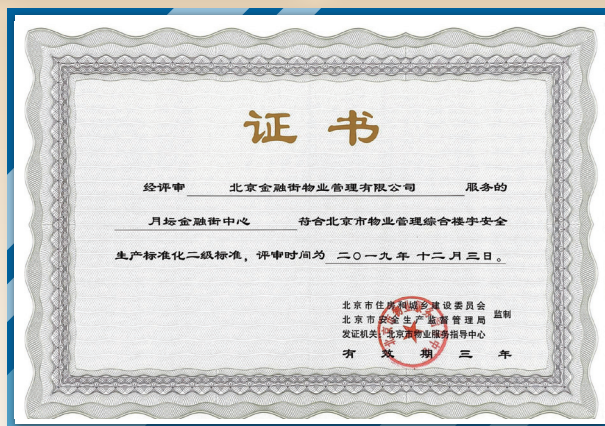 证书
经评审 北京金融街物业管理有限公司 服务的
月坛金融街中心 符合北京市物业管理综合楼宇安全
生产标准化二级标准，评审时间为 二〇一九年十二月三日。
北京市住房和城乡建设委员会
北京市安全生产监督管理局 监制
发证机关：北京市物业服务指导中心
有效期三年